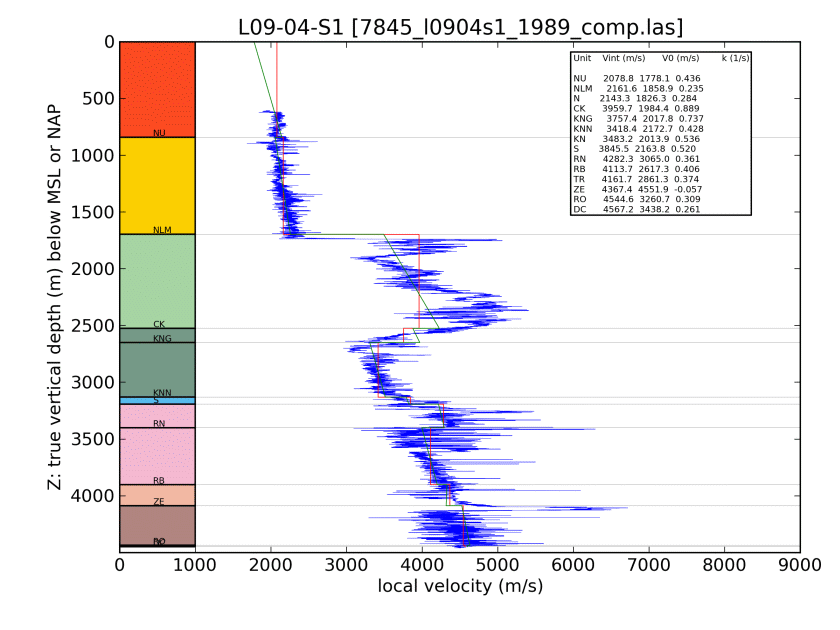 L09-04-S1 [7845_l0904s1_1989_comp.las]
Unit Vint (m/s) V0 (m/s) k (1/s)
NU 2078.8 1778.1 0.436
NLM 2161.6 1858.9 0.235
N 2143.3 1826.3 0.284
CK 3959.7 1984.4 0.889
KNG 3757.4 2017.8 0.737
KNN 3418.4 2172.7 0.428
KN 3483.2 2013.9 0.536
S 3845.5 2163.8 0.520
RN 4282.3 3065.0 0.361
RB 4113.7 2617.3 0.406
TR 4161.7 2861.3 0.374
ZE 4367.4 4551.9 -0.057
RO 4544.6 3260.7 0.309
DC 4567.2 3438.2 0.261
Z: true vertical depth (m) below MSL or NAP
0
500
1000
1500
2000
2500
3000
3500
4000
NU
NLM
CK
KNG
KNN
S
RN
RB
ZE
RO
0 1000 2000 3000 4000 5000 6000 7000 8000 9000
local velocity (m/s)